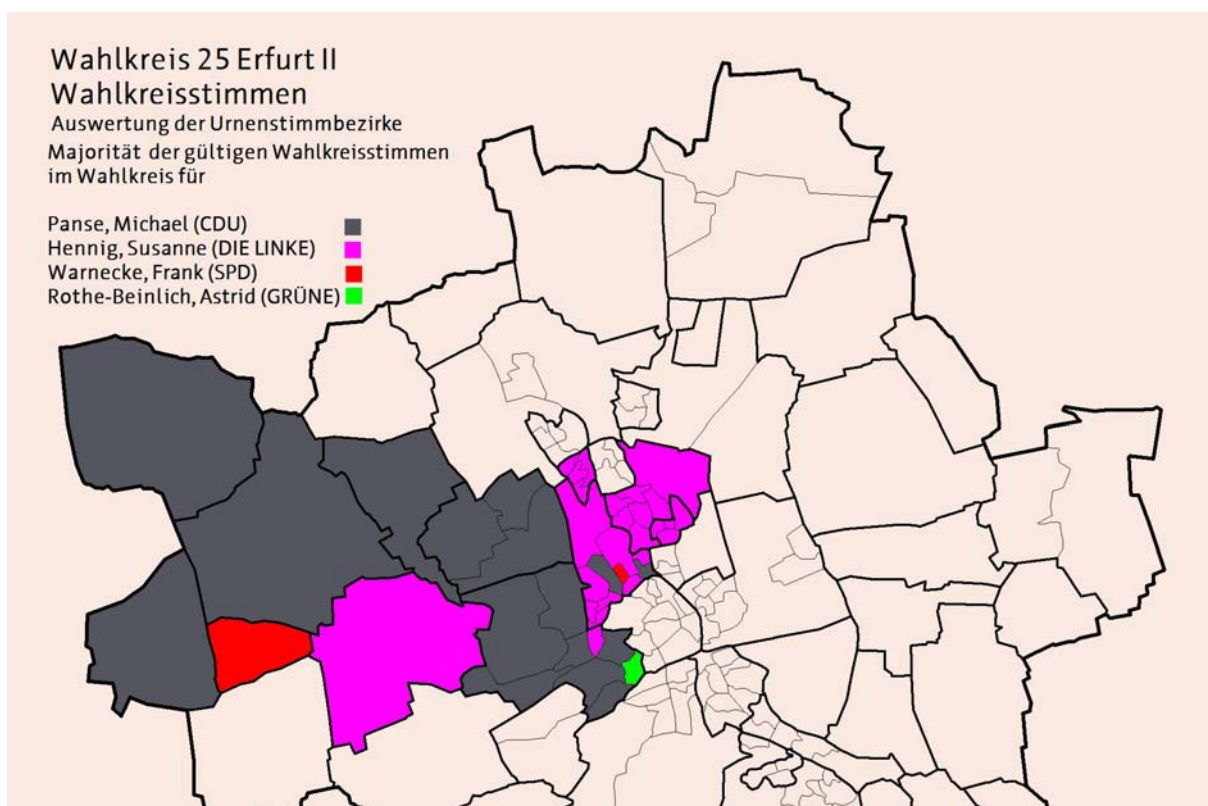 Wahlkreis 25 Erfurt II
Wahlkreisstimmen
Auswertung der Urnenstimmbezirke
Majorität der gültigen Wahlkreisstimmen
im Wahlkreis für
Panse, Michael (CDU)
Hennig, Susanne (DIE LINKE)
Warnecke, Frank (SPD)
Rothe-Beinlich, Astrid (GRÜNE)